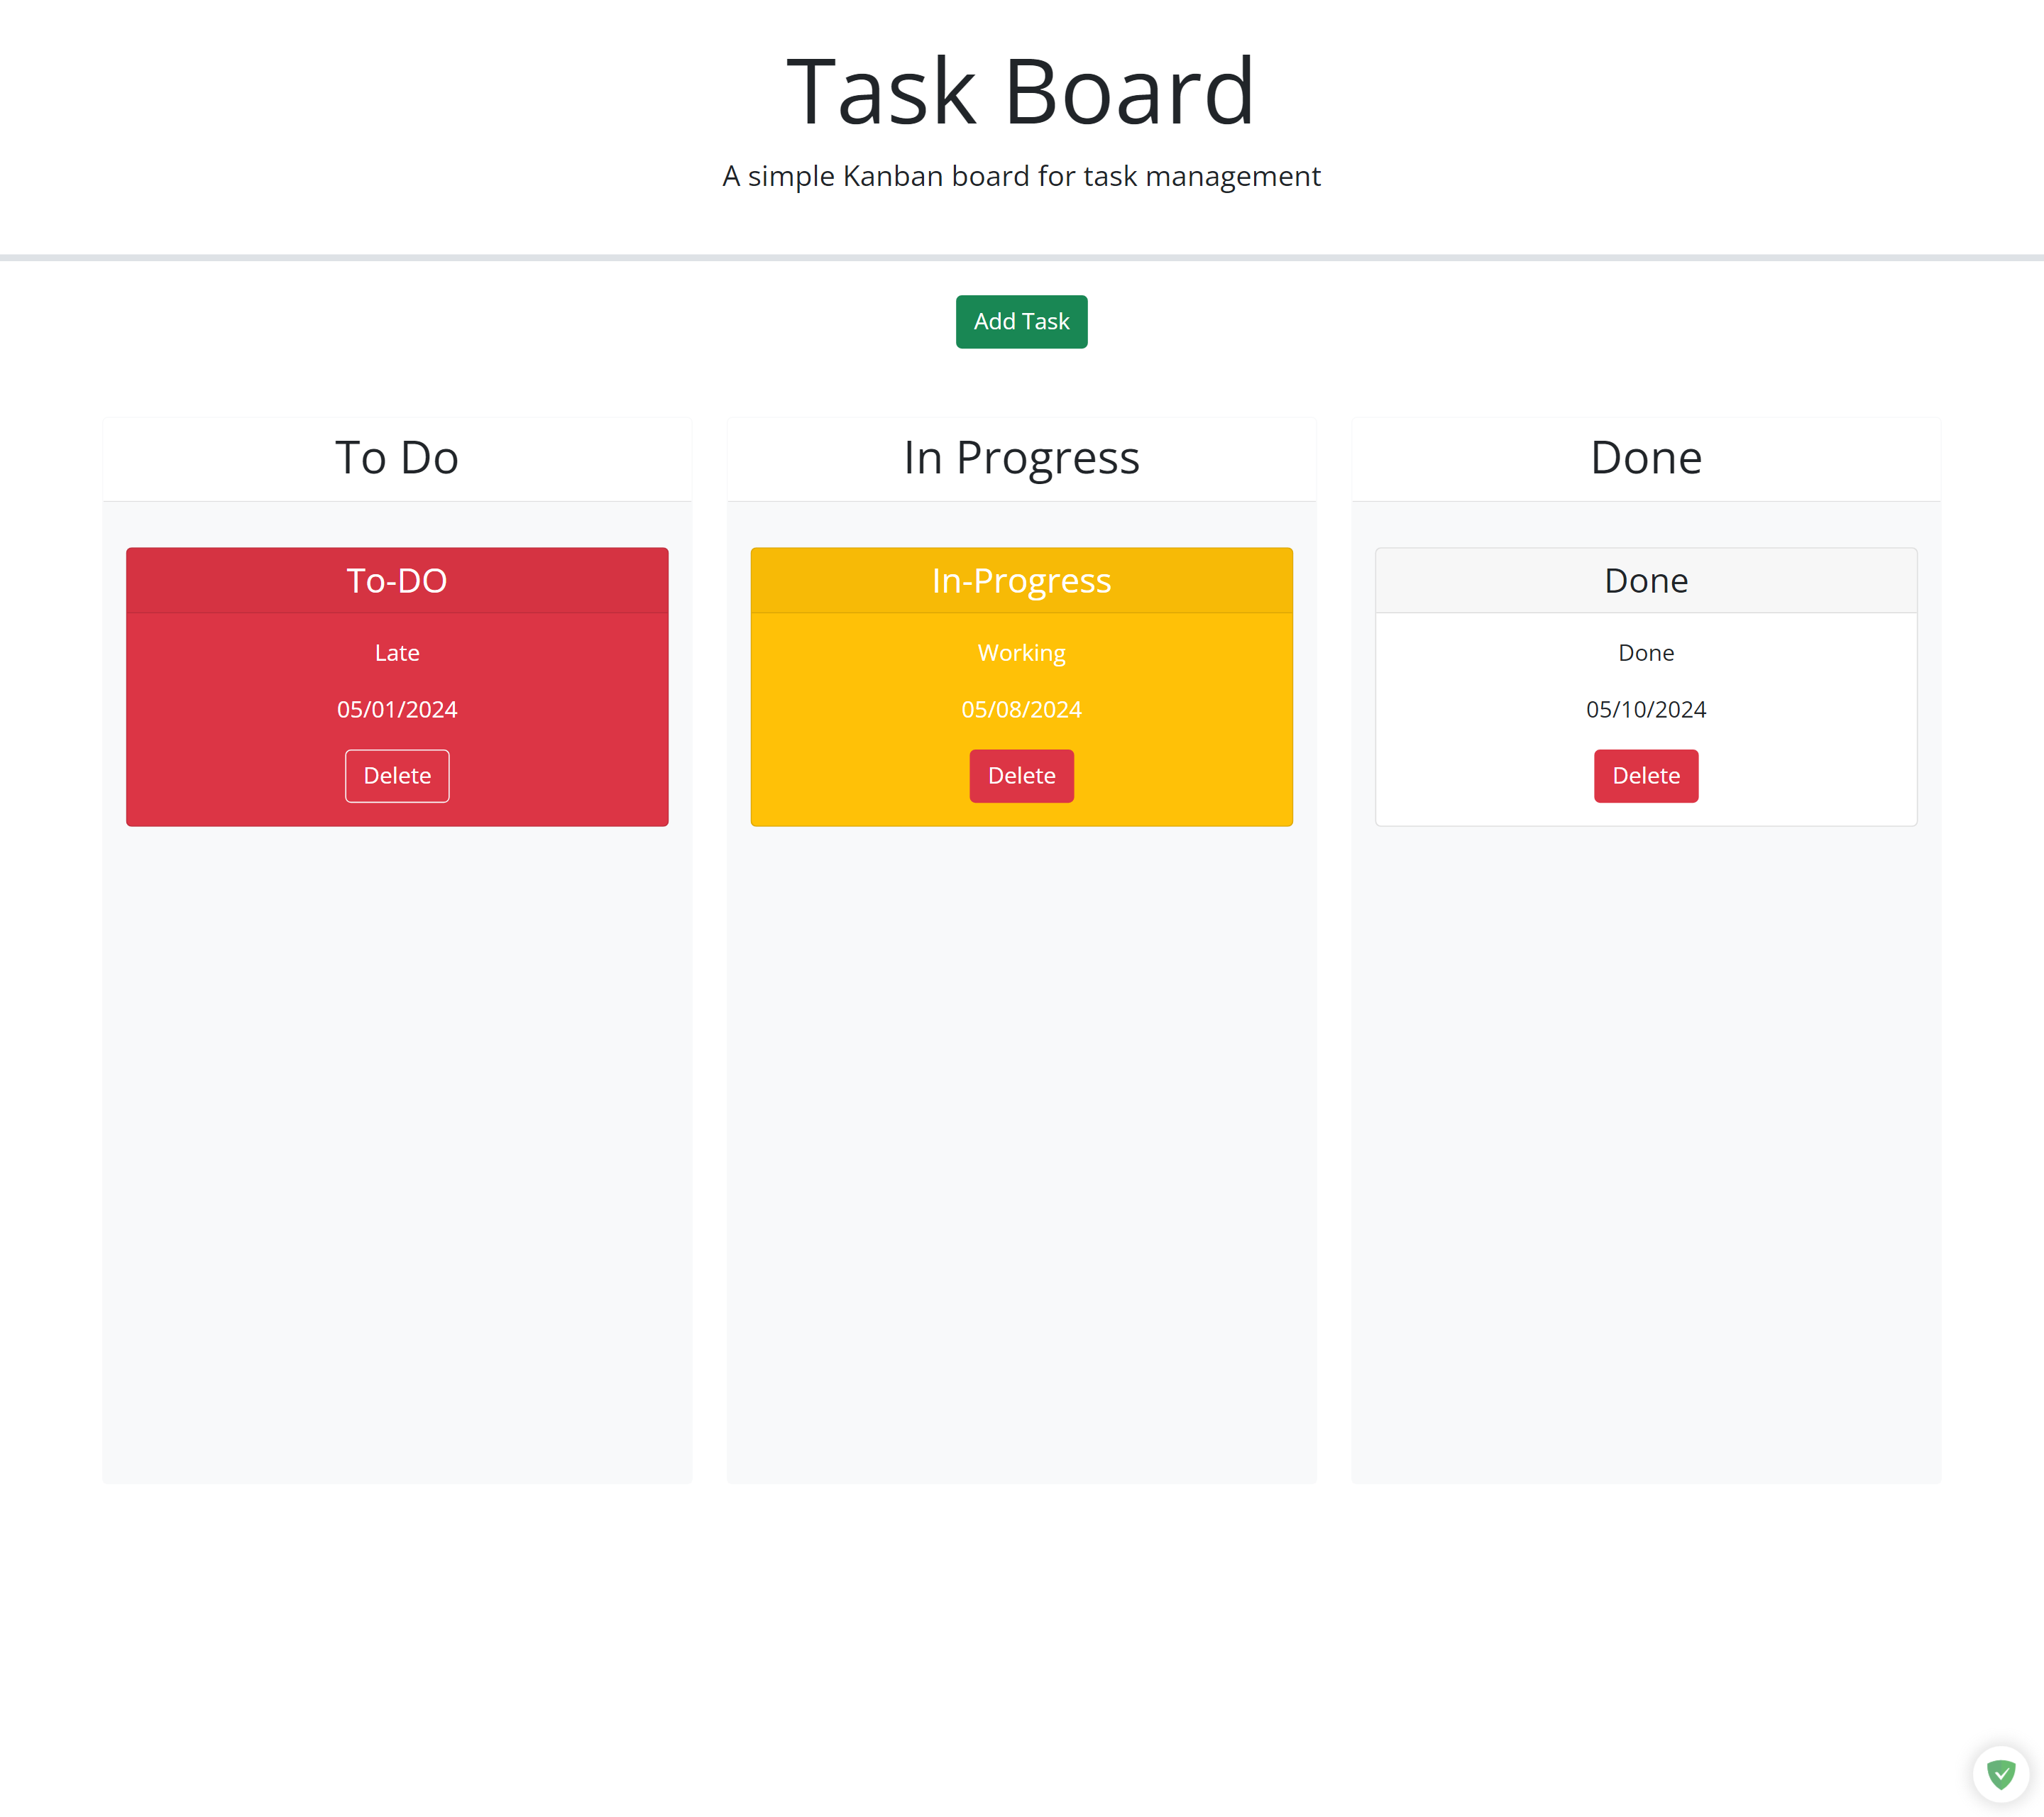 Task Board
A simple Kanban board for task management
Add Task
To Do
To-DO
Late
05/01/2024
Delete
In Progress
In-Progress
Working
05/08/2024
Delete
Done
Done
Done
05/10/2024
Delete